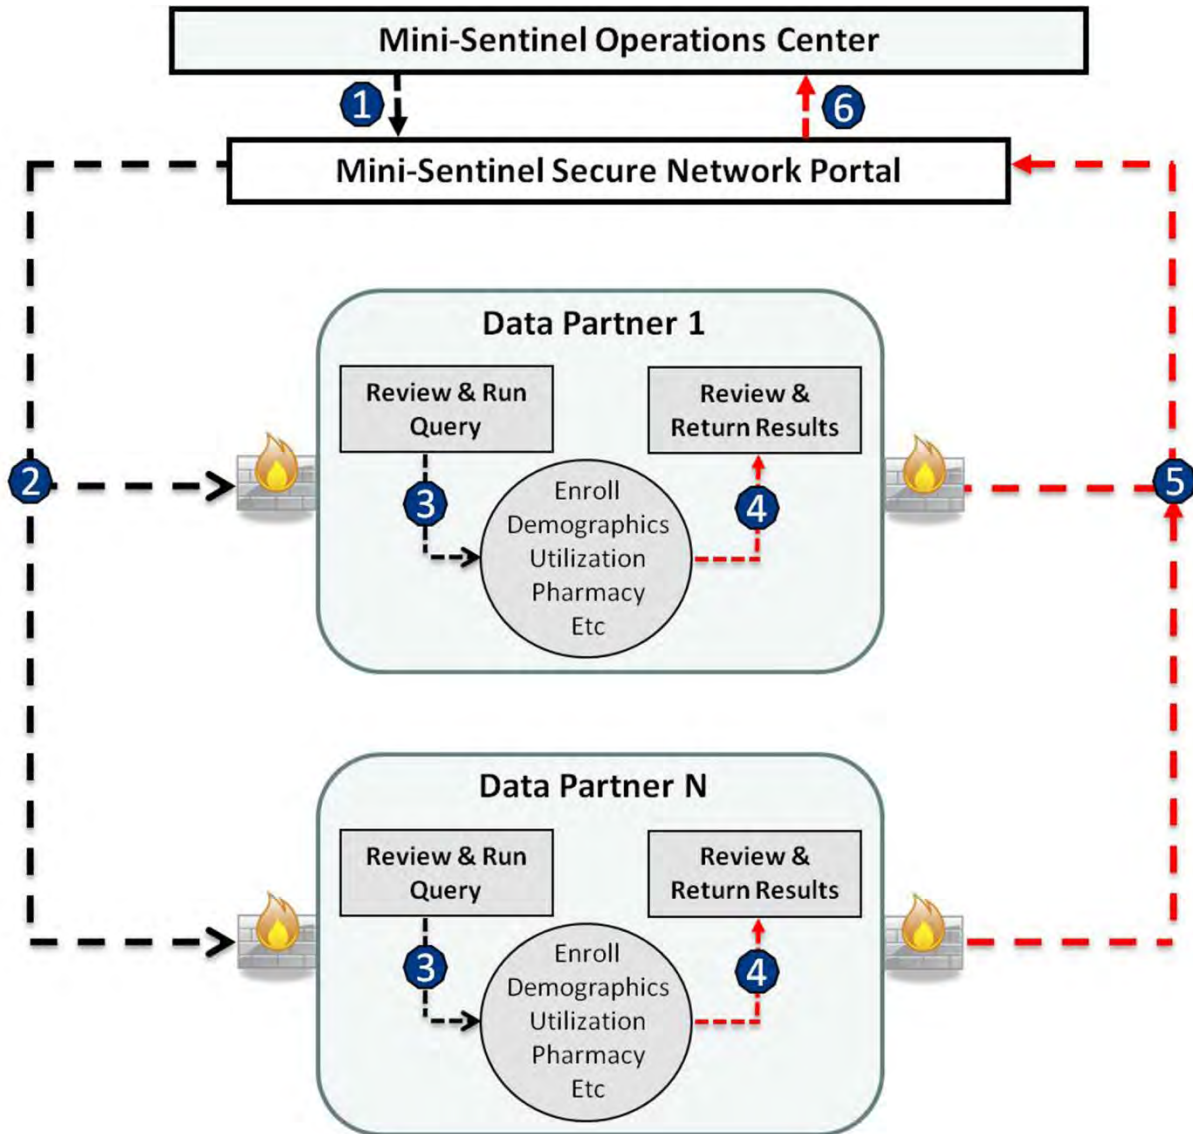 Mini-Sentinel Operations Center
1
6
Mini-Sentinel Secure Network Portal
Data Partner 1
Review & Run
Query
Review &
Return Results
2
3
Enroll
Demographics
Utilization
Pharmacy
Etc
4
5
Data Partner N
Review & Run
Query
Review &
Return Results
3
Enroll
Demographics
Utilization
Pharmacy
Etc
4